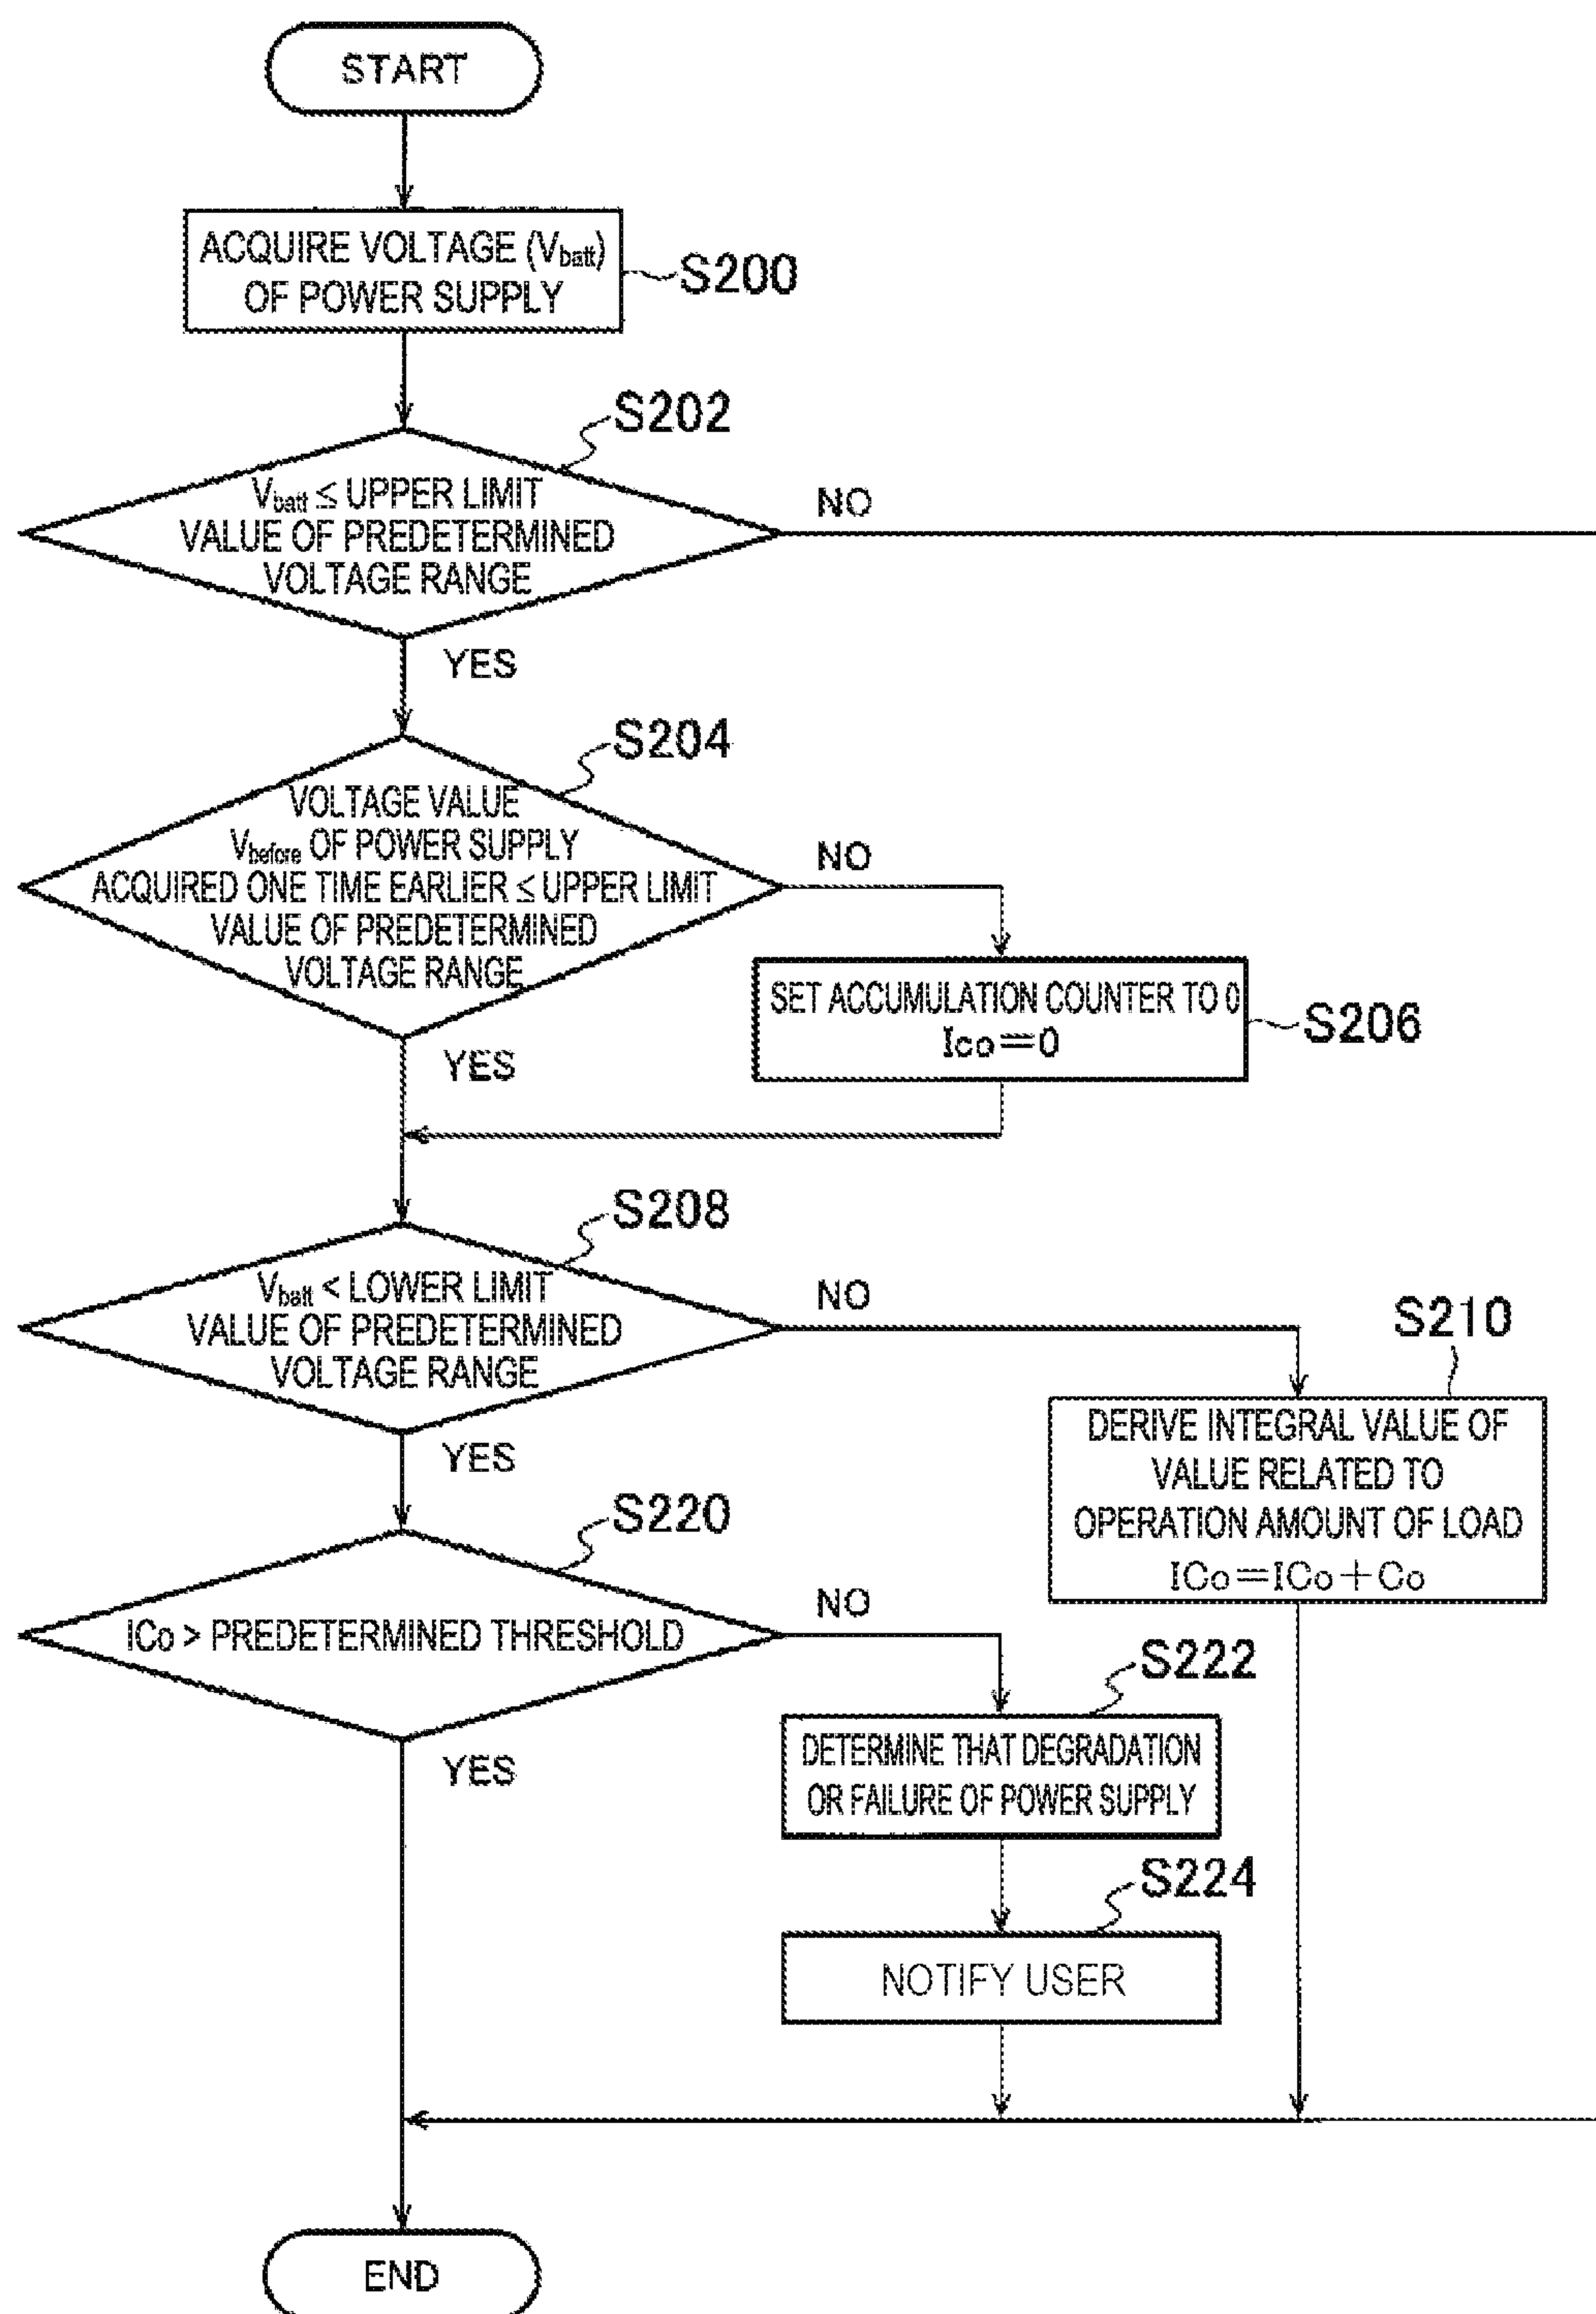 START
ACQUIRE VOLTAGE (Vbatt)
OF POWER SUPPLY
S200
S202
Vbatt ≤ UPPER LIMIT
VALUE OF PREDETERMINED
VOLTAGE RANGE
NO
YES
S204
VOLTAGE VALUE
Vbefore OF POWER SUPPLY
ACQUIRED ONE TIME EARLIER ≤ UPPER LIMIT
VALUE OF PREDETERMINED
VOLTAGE RANGE
NO
YES
SET ACCUMULATION COUNTER TO 0
Ico=0
S206
S208
Vbatt < LOWER LIMIT
VALUE OF PREDETERMINED
VOLTAGE RANGE
NO
YES
S210
DERIVE INTEGRAL VALUE OF
VALUE RELATED TO
OPERATION AMOUNT OF LOAD
ICo=ICo+Co
S220
ICo > PREDETERMINED THRESHOLD
NO
YES
S222
DETERMINE THAT DEGRADATION
OR FAILURE OF POWER SUPPLY
S224
NOTIFY USER
END